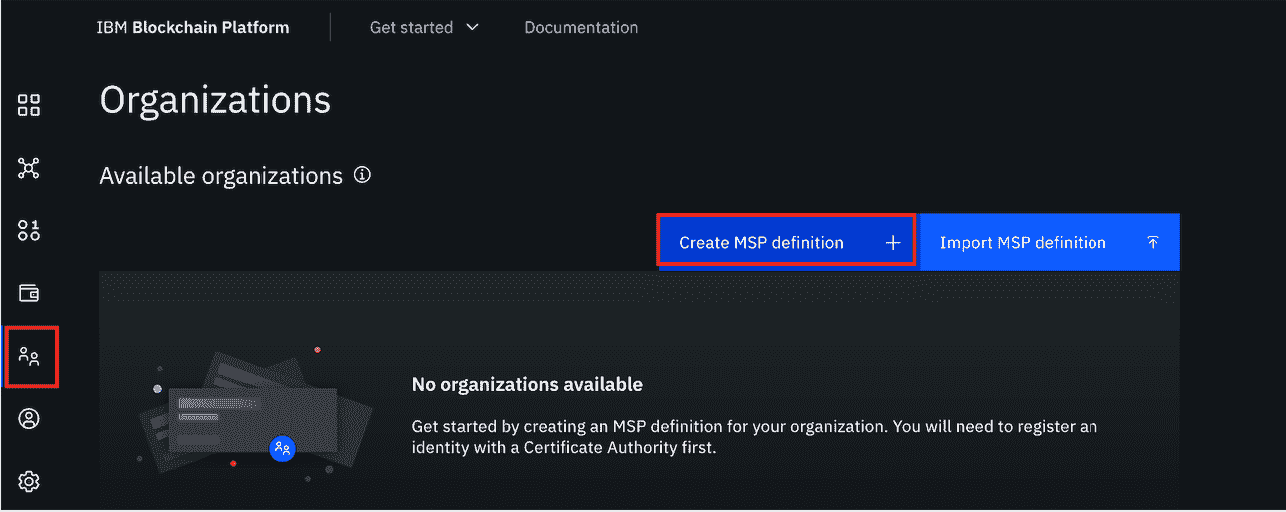 IBM Blockchain Platform
Get started
Documentation
Organizations
Available organizations
Create MSP definition
Import MSP definition
No organizations available
Get started by creating an MSP definition for your organization. You will need to register an
identity with a Certificate Authority first.